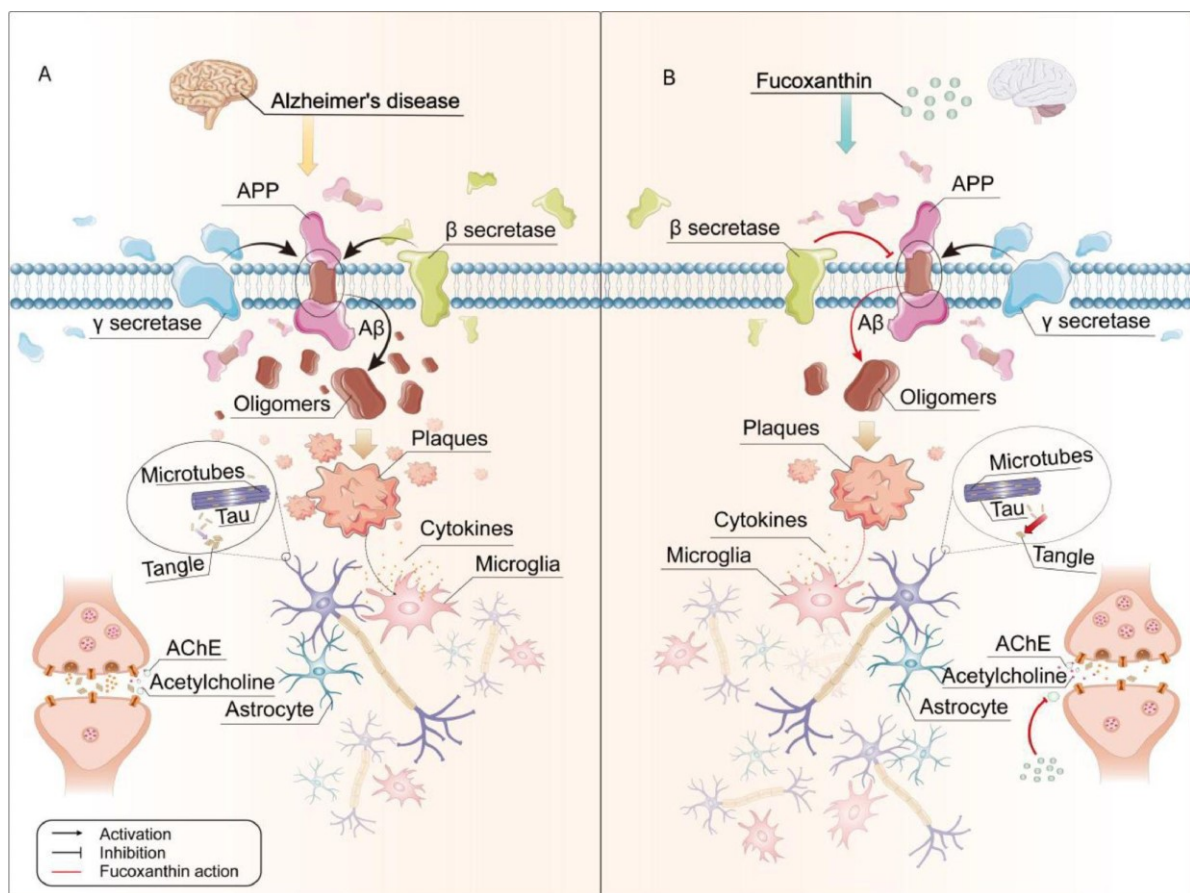 A
Alzheimer's disease
APP
β secretase
γ secretase
Aβ
Oligomers
Plaques
Microtubes
Tau
Tangle
Cytokines
Microglia
AChE
Acetylcholine
Astrocyte
Activation
Inhibition
Fucoxanthin action
B
Fucoxanthin
APP
β secretase
Aβ
γ secretase
Oligomers
Plaques
Microtubes
Tau
Tangle
Cytokines
Microglia
AChE
Acetylcholine
Astrocyte